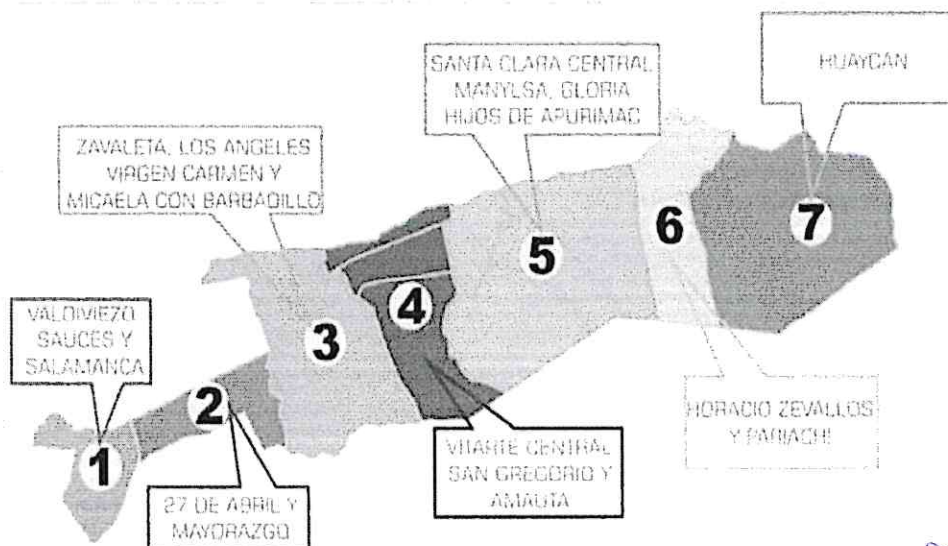 SANTA CLARA CENTRAL
MANYLSA, GLORIA
HIJOS DE APURIMAC
HUAYCAN
ZAVALETA, LOS ANGELES
VIRGEN CARMEN Y
MICAELA CON BARBADILLO
VALDIVIEZO
SAUCES Y
SALAMANCA
1
2
3
4
5
6
7
27 DE ABRIL Y
MAYORAZGO
VITARTE CENTRAL
SAN GREGORIO Y
AMAUTA
HORACIO ZEVALLOS
Y PARIACHI